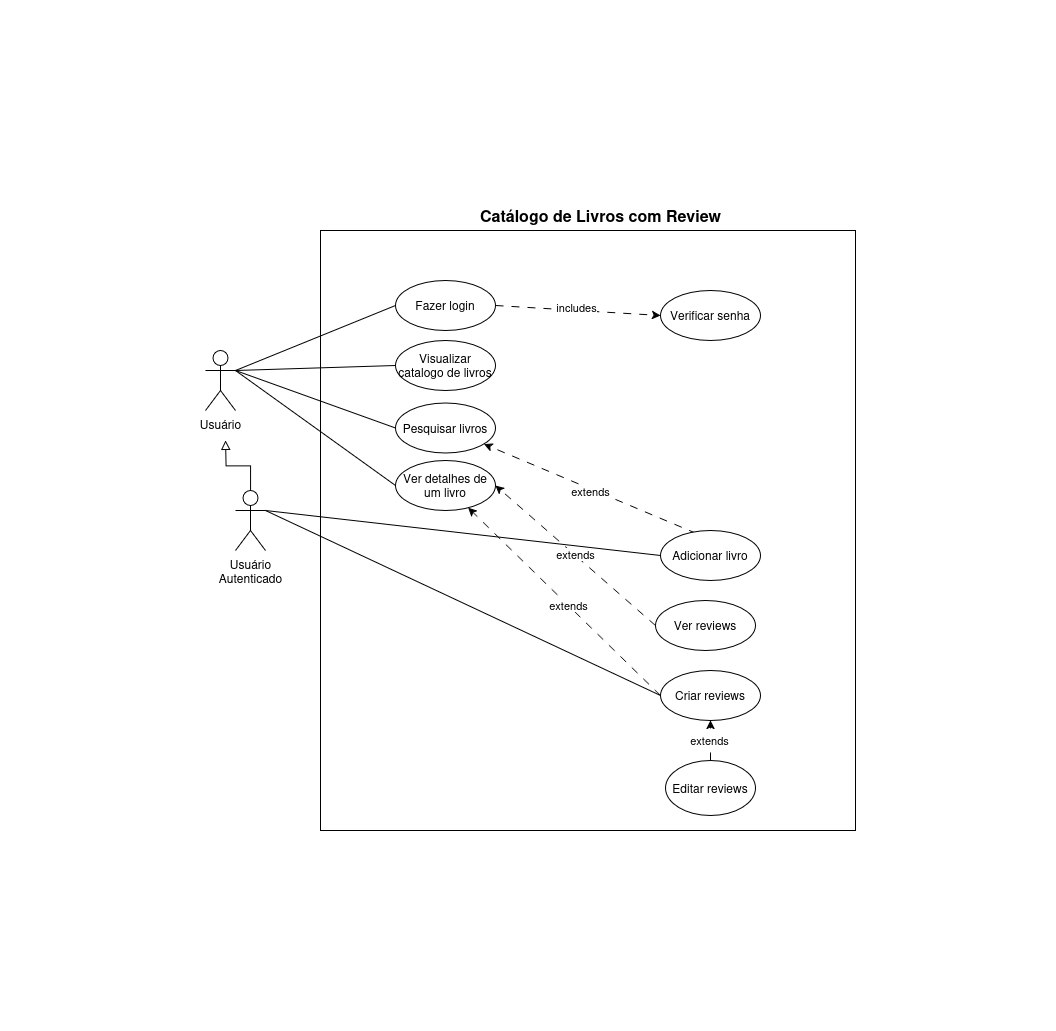 Catálogo de Livros com Review
Fazer login
includes
Verificar senha
Visualizar
catalogo de livros
Usuário
Pesquisar livros
Ver detalhes de
um livro
extends
Adicionar livro
extends
Usuário
Autenticado
extends
Ver reviews
Criar reviews
extends
Editar reviews